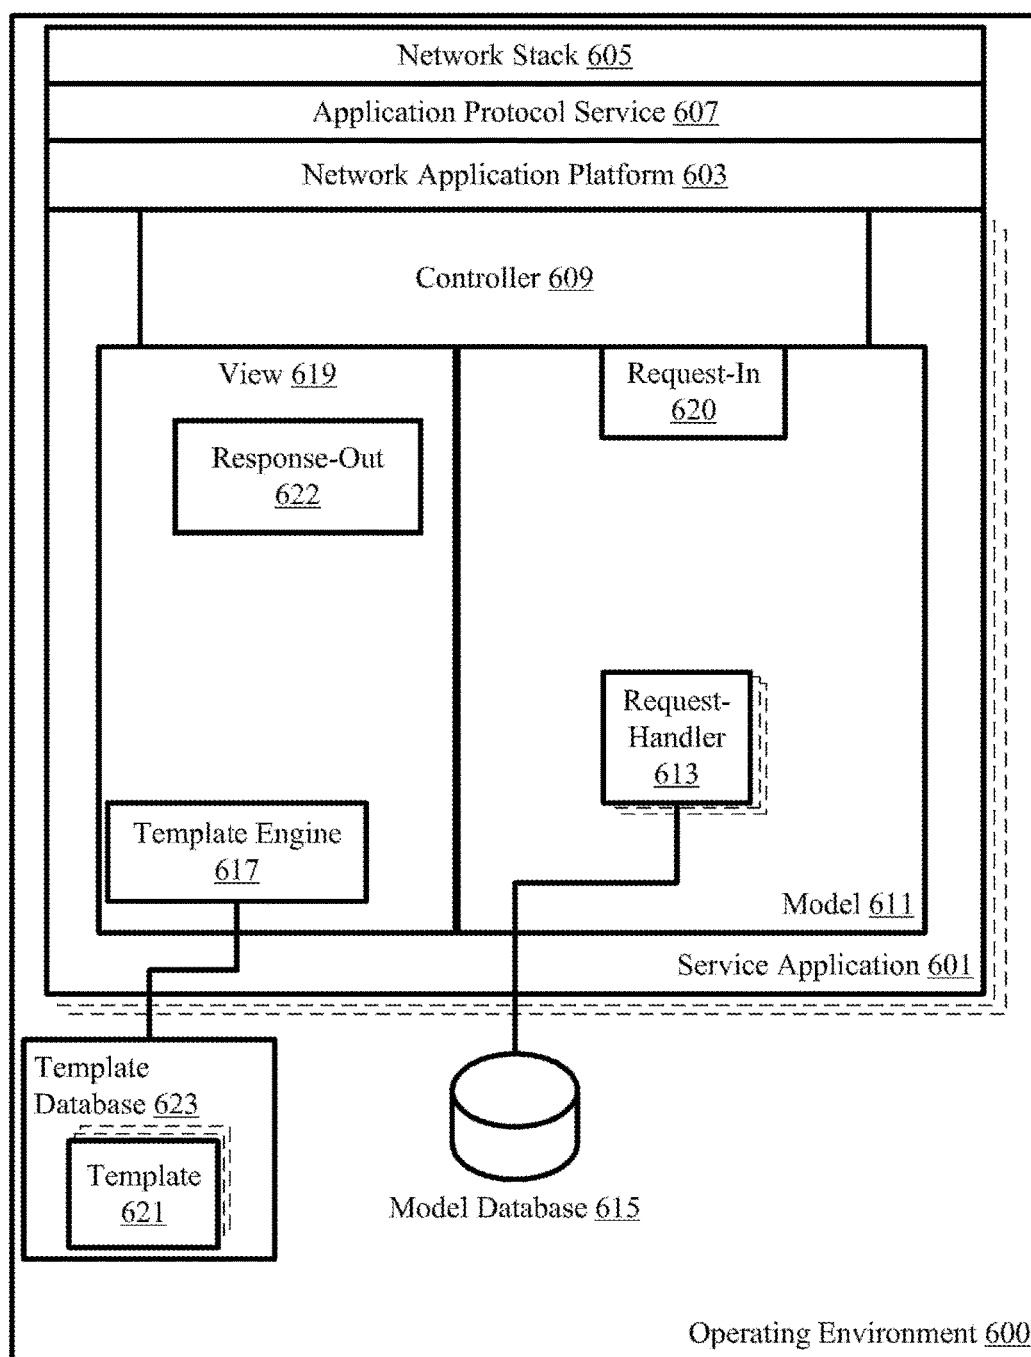 Network Stack 605
Application Protocol Service 607
Network Application Platform 603
Controller 609
View 619
Response-Out
622
Request-In
620
Request-
Handler
613
Template Engine
617
Model 611
Service Application 601
Template
Database 623
Template
621
Model Database 615
Operating Environment 600